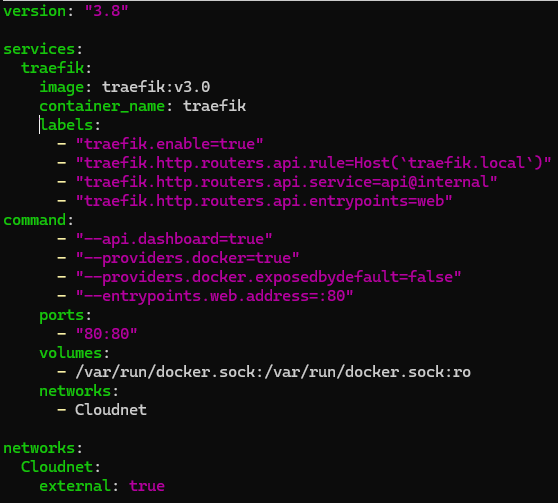 version: "3.8"

services:
  traefik:
    image: traefik:v3.0
    container_name: traefik
    labels:
      - "traefik.enable=true"
      - "traefik.http.routers.api.rule=Host(`traefik.local`)"
      - "traefik.http.routers.api.service=api@internal"
      - "traefik.http.routers.api.entrypoints=web"
command:
      - "--api.dashboard=true"
      - "--providers.docker=true"
      - "--providers.docker.exposedbydefault=false"
      - "--entrypoints.web.address=:80"
    ports:
      - "80:80"
    volumes:
      - /var/run/docker.sock:/var/run/docker.sock:ro
    networks:
      - Cloudnet

networks:
  Cloudnet:
    external: true